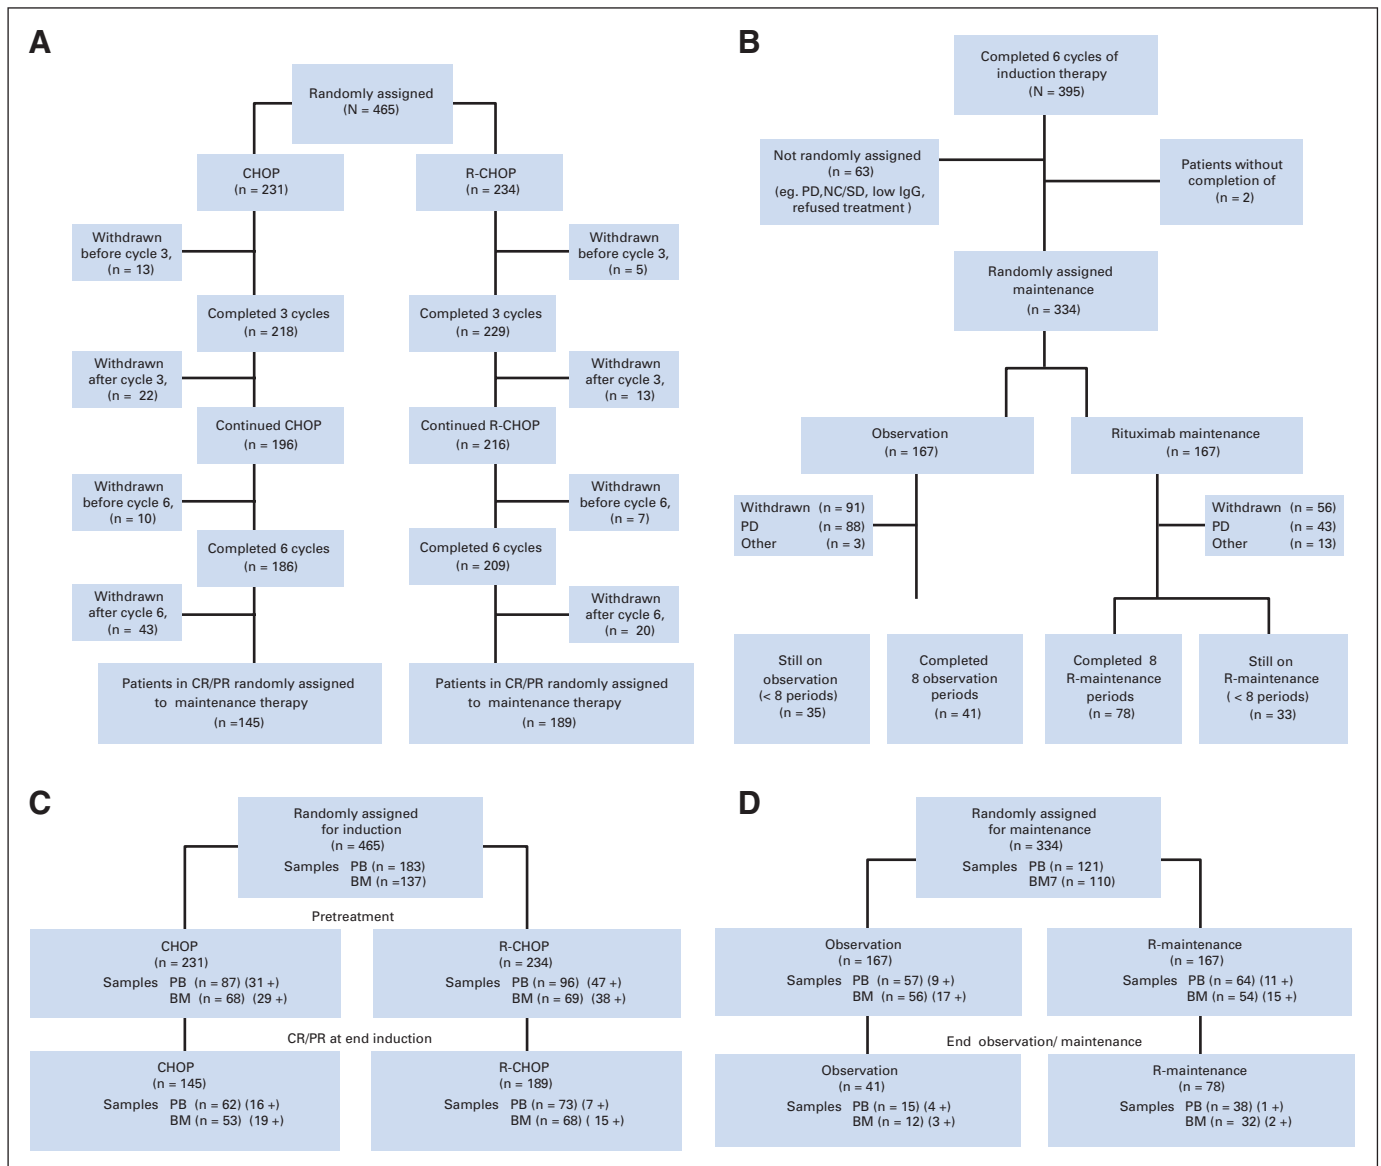 A
Randomly assigned
(N = 465)
CHOP
(n = 231)
R-CHOP
(n = 234)
Withdrawn
before cycle 3,
(n = 13)
Withdrawn
before cycle 3,
(n = 5)
Completed 3 cycles
(n = 218)
Completed 3 cycles
(n = 229)
Withdrawn
after cycle 3,
(n = 22)
Withdrawn
after cycle 3,
(n = 13)
Continued CHOP
(n = 196)
Continued R-CHOP
(n = 216)
Withdrawn
before cycle 6,
(n = 10)
Withdrawn
before cycle 6,
(n = 7)
Completed 6 cycles
(n = 186)
Completed 6 cycles
(n = 209)
Withdrawn
after cycle 6,
(n = 43)
Withdrawn
after cycle 6,
(n = 20)
Patients in CR/PR randomly assigned
to maintenance therapy
(n =145)
Patients in CR/PR randomly assigned
to maintenance therapy
(n = 189)
B
Completed 6 cycles of
induction therapy
(N = 395)
Not randomly assigned
(n = 63)
(eg. PD,NC/SD, low IgG,
refused treatment )
Patients without
completion of
(n = 2)
Randomly assigned
maintenance
(n = 334)
Observation
(n = 167)
Rituximab maintenance
(n = 167)
Withdrawn (n = 91)
PD (n = 88)
Other (n = 3)
Withdrawn (n = 56)
PD (n = 43)
Other (n = 13)
Still on
observation
(< 8 periods)
(n = 35)
Completed
8 observation
periods
(n = 41)
Completed 8
R-maintenance
periods
(n = 78)
Still on
R-maintenance
( < 8 periods)
(n = 33)
C
Randomly assigned
for induction
(n = 465)
Samples PB (n = 183)
BM (n =137)
Pretreatment
CHOP
(n = 231)
Samples PB (n = 87) (31 +)
BM (n = 68) (29 +)
R-CHOP
(n = 234)
Samples PB (n = 96) (47 +)
BM (n = 69) (38 +)
CR/PR at end induction
CHOP
(n = 145)
Samples PB (n = 62) (16 +)
BM (n = 53) (19 +)
R-CHOP
(n = 189)
Samples PB (n = 73) (7 +)
BM (n = 68) ( 15 +)
D
Randomly assigned
for maintenance
(n = 334)
Samples PB (n = 121)
BM7 (n = 110)
Observation
(n = 167)
Samples PB (n = 57) (9 +)
BM (n = 56) (17 +)
R-maintenance
(n = 167)
Samples PB (n = 64) (11 +)
BM (n = 54) (15 +)
End observation/ maintenance
Observation
(n = 41)
Samples PB (n = 15) (4 +)
BM (n = 12) (3 +)
R-maintenance
(n = 78)
Samples PB (n = 38) (1 +)
BM (n = 32) (2 +)